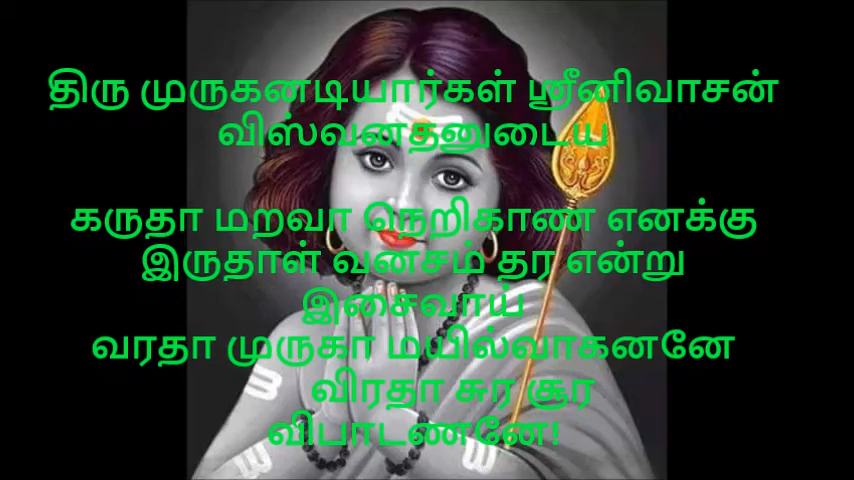 திரு முருகனடியார்கள் ஸ்ரீனிவாசன்
விஸ்வனதனுடைய
கருதா மறவா நெறிகாண எனக்கு
இருதாள் வனசம் தர என்று
இசைவாய்
வரதா முருகா மயில்வாகனனே
விரதா சுர சூர
விபாடணனே!